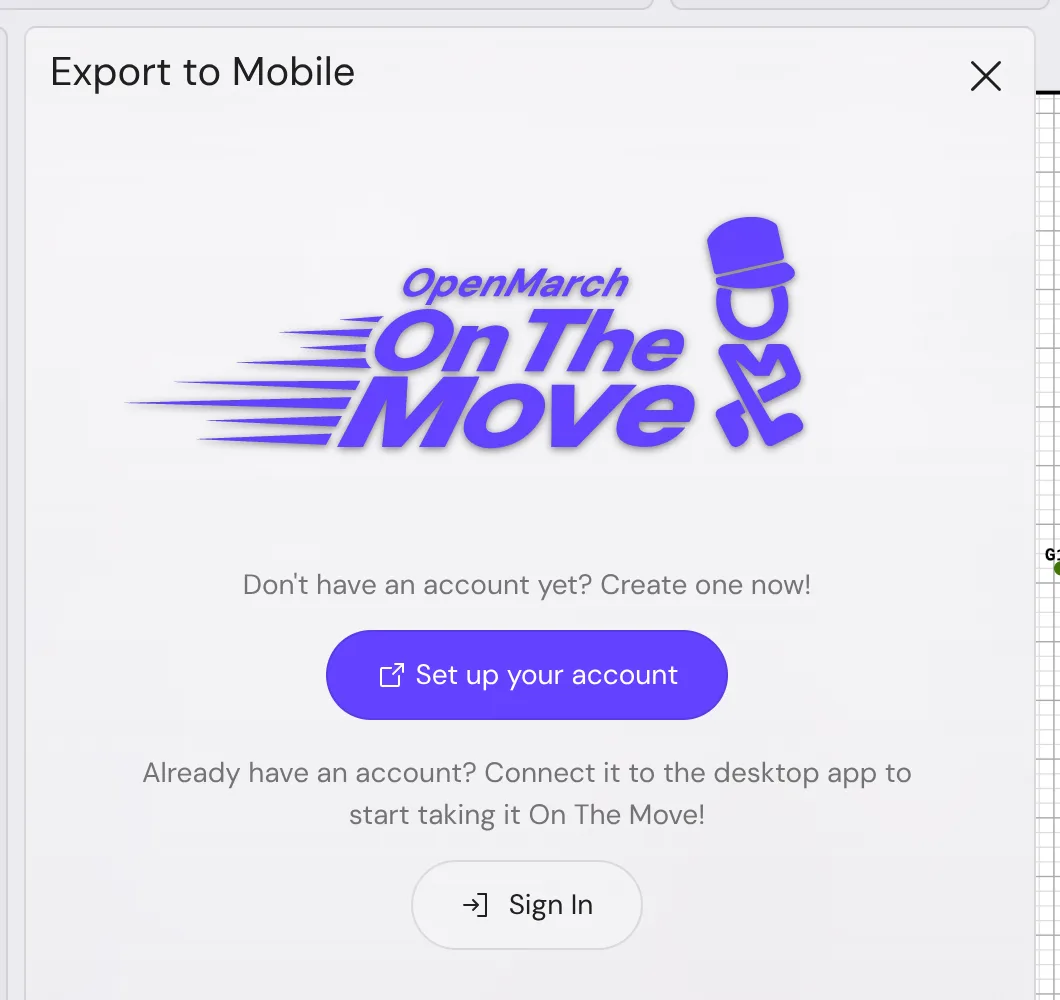 Export to Mobile
OpenMarch
On The
Move
Don't have an account yet? Create one now!
Set up your account
Already have an account? Connect it to the desktop app to
start taking it On The Move!
Sign In